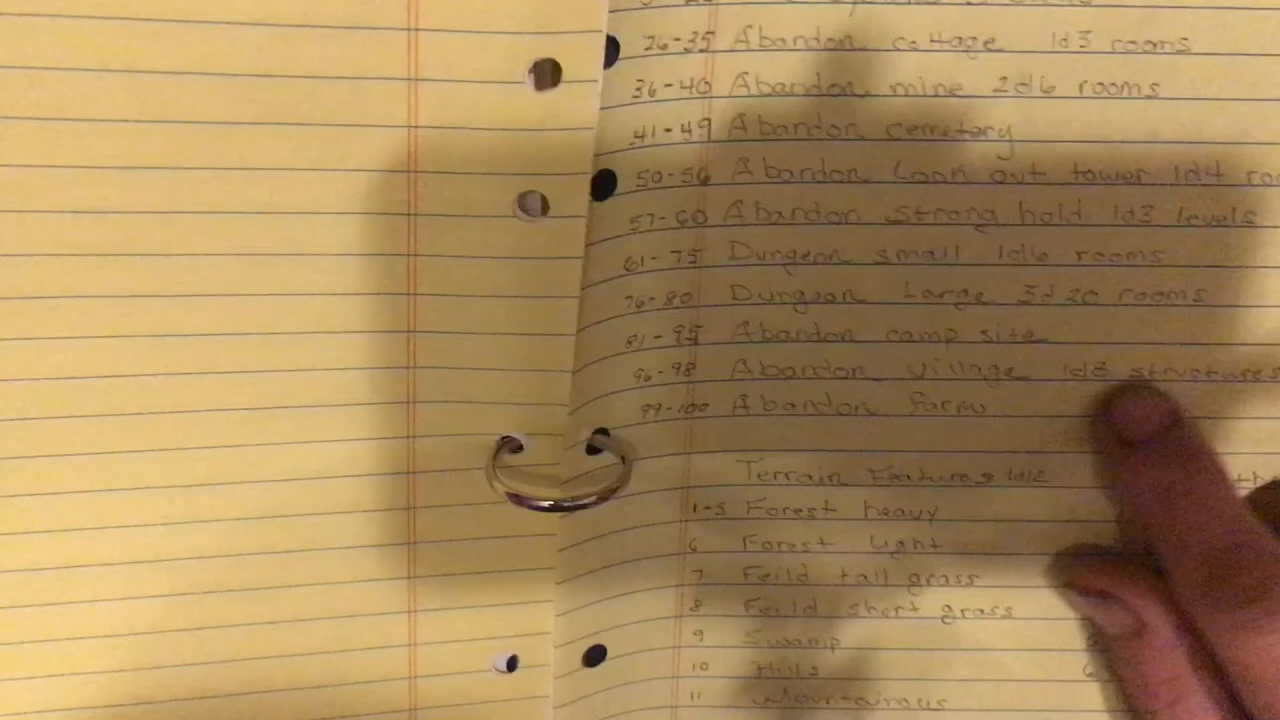 26-35 Abandon cottage 1d3 rooms
36-40 Abandon mine 2d6 rooms
41-49 Abandon cemetery
50-56 Abandon Look out tower 1d4 ro
57-60 Abandon strong hold 1d3 levels
61-75 Dungeon small 1d6 rooms
76-80 Dungeon Large 3d20 rooms
81-95 Abandon camp site
96-98 Abandon village 1d8 structures
99-100 Abandon Farm
Terrain Features 1d12
1-5 Forest heavy
6 Forest light
7 Feild tall grass
8 Feild short grass
9 Swamp
10 Hills
11 Mountainous